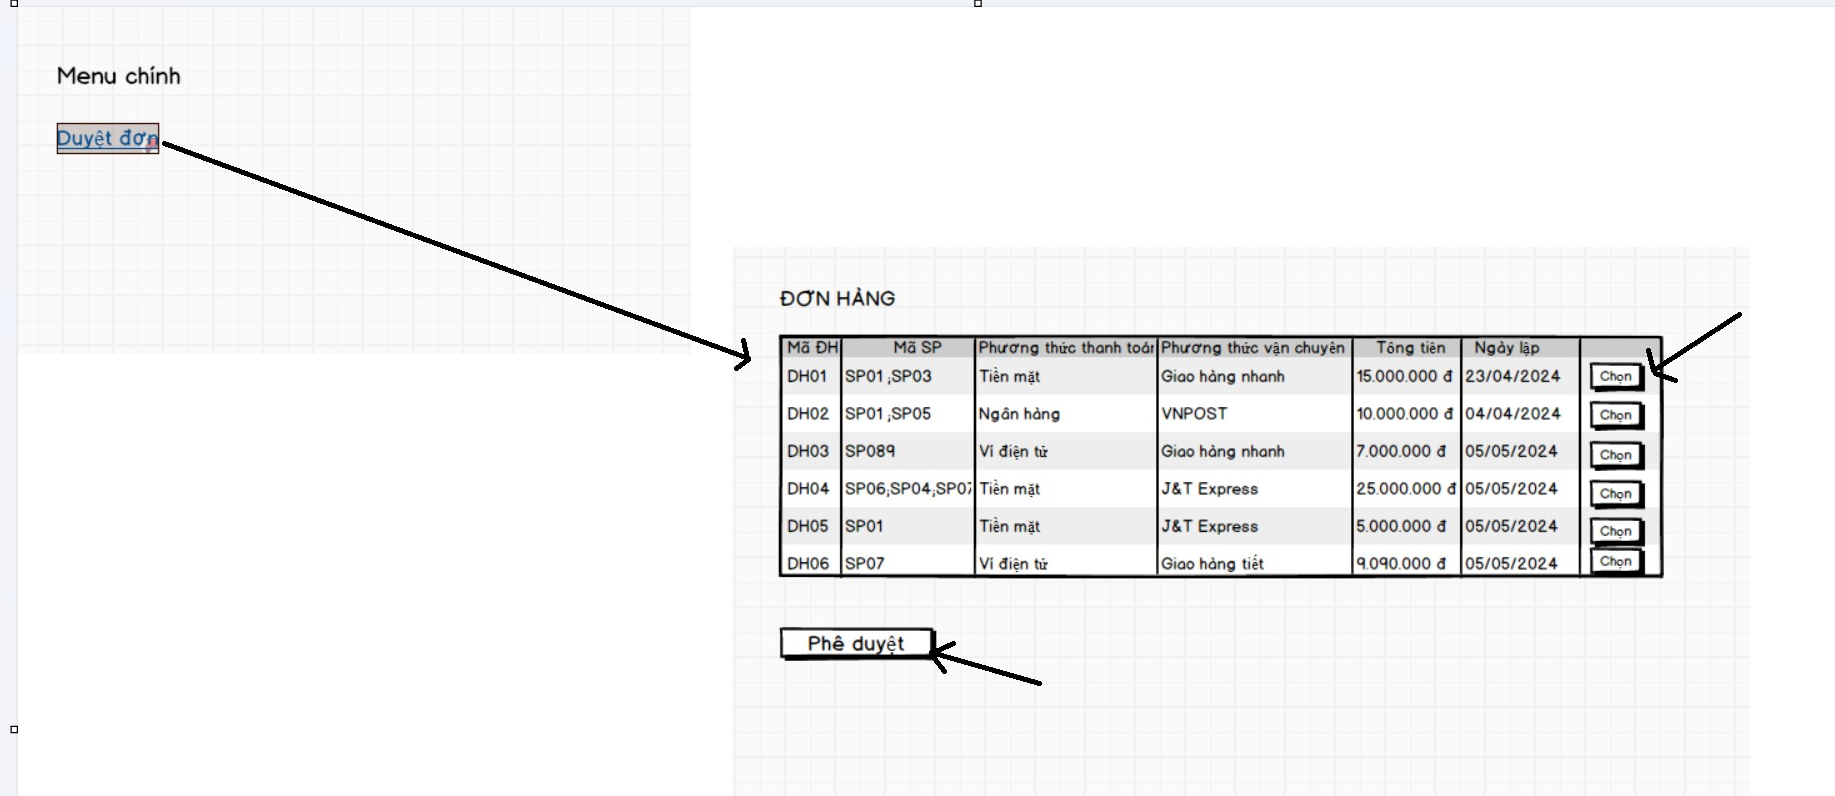 Menu chính
Duyệt đơn
ĐƠN HÀNG
Mã ĐH Mã SP Phương thức thanh toán Phương thức vận chuyên Tông tiên Ngày lập
DH01 SP01 ;SP03 Tiền mặt Giao hàng nhanh 15.000.000 đ 23/04/2024 Chọn
DH02 SP01 ;SP05 Ngân hàng VNPOST 10.000.000 đ 04/04/2024 Chọn
DH03 SP089 Ví điện tử Giao hàng nhanh 7.000.000 đ 05/05/2024 Chọn
DH04 SP06;SP04;SP07 Tiền mặt J&T Express 25.000.000 đ 05/05/2024 Chọn
DH05 SP01 Tiền mặt J&T Express 5.000.000 đ 05/05/2024 Chọn
DH06 SP07 Ví điện tử Giao hàng tiết 9.090.000 đ 05/05/2024 Chọn
Phê duyệt